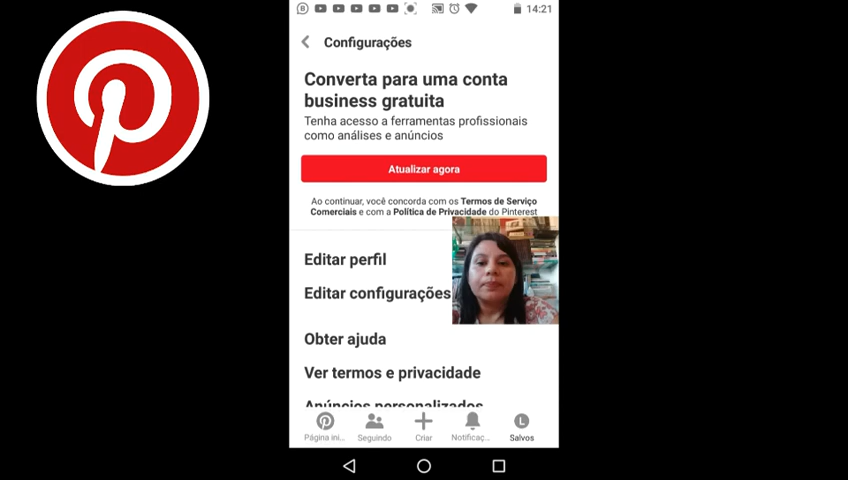 14:21
Configurações
Converta para uma conta
business gratuita
Tenha acesso a ferramentas profissionais
como análises e anúncios
Atualizar agora
Ao continuar, você concorda com os Termos de Serviço
Comerciais e com a Política de Privacidade do Pinterest
Editar perfil
Editar configurações
Obter ajuda
Ver termos e privacidade
Anúncios personalizados
Página ini...
Seguindo
Criar
Notificaç...
L
Salvos